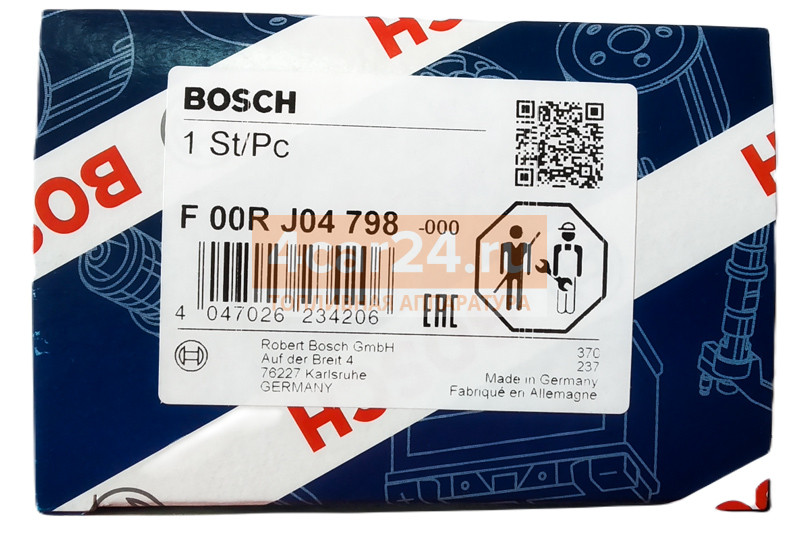 BOSCH
BOSCH
1 St/Pc
F 00R J04 798 -000
4car24.ru
ТОПЛИВНАЯ АППАРАТУРА
4 047026 234206
EAC
Robert Bosch GmbH
Auf der Breit 4
76227 Karlsruhe
GERMANY
370
237
Made in Germany
Fabriqué en Allemagne